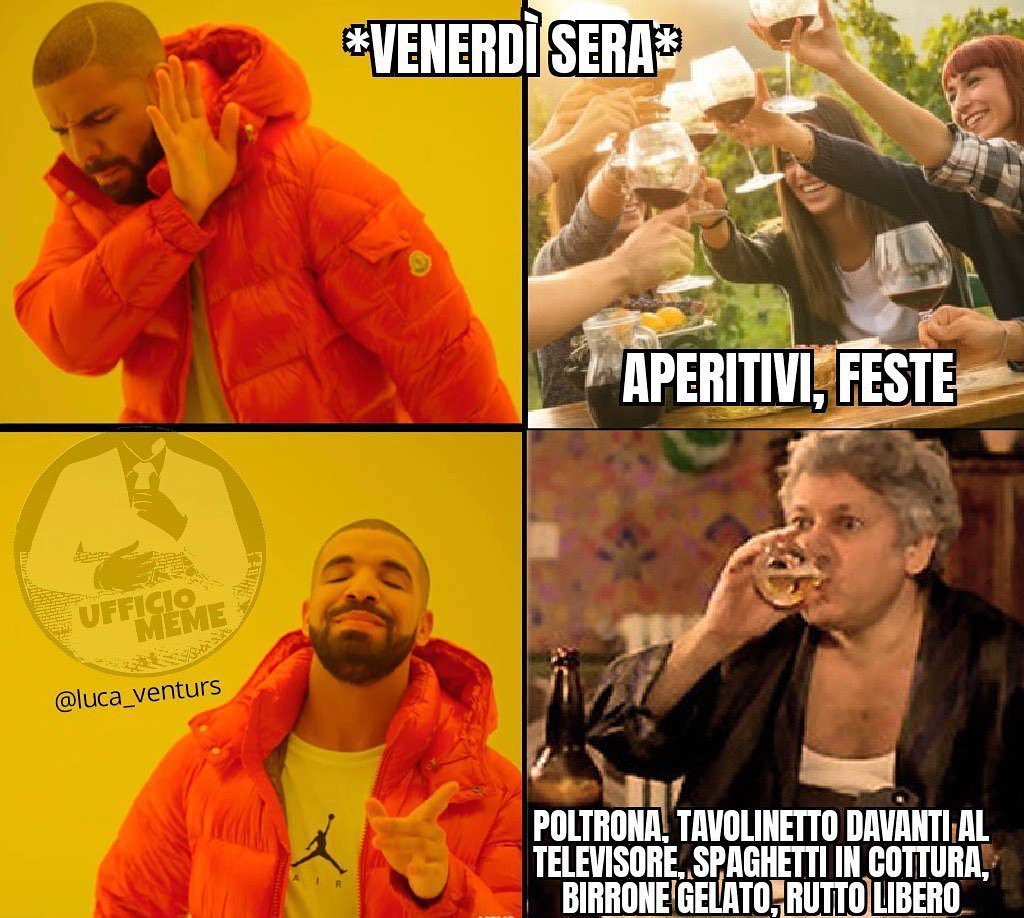 *VENERDÌ SERA*
APERITIVI, FESTE
UFFICIO
MEME
@luca_venturs
AIR
POLTRONA, TAVOLINETTO DAVANTI AL
TELEVISORE, SPAGHETTI IN COTTURA,
BIRRONE GELATO, RUTTO LIBERO